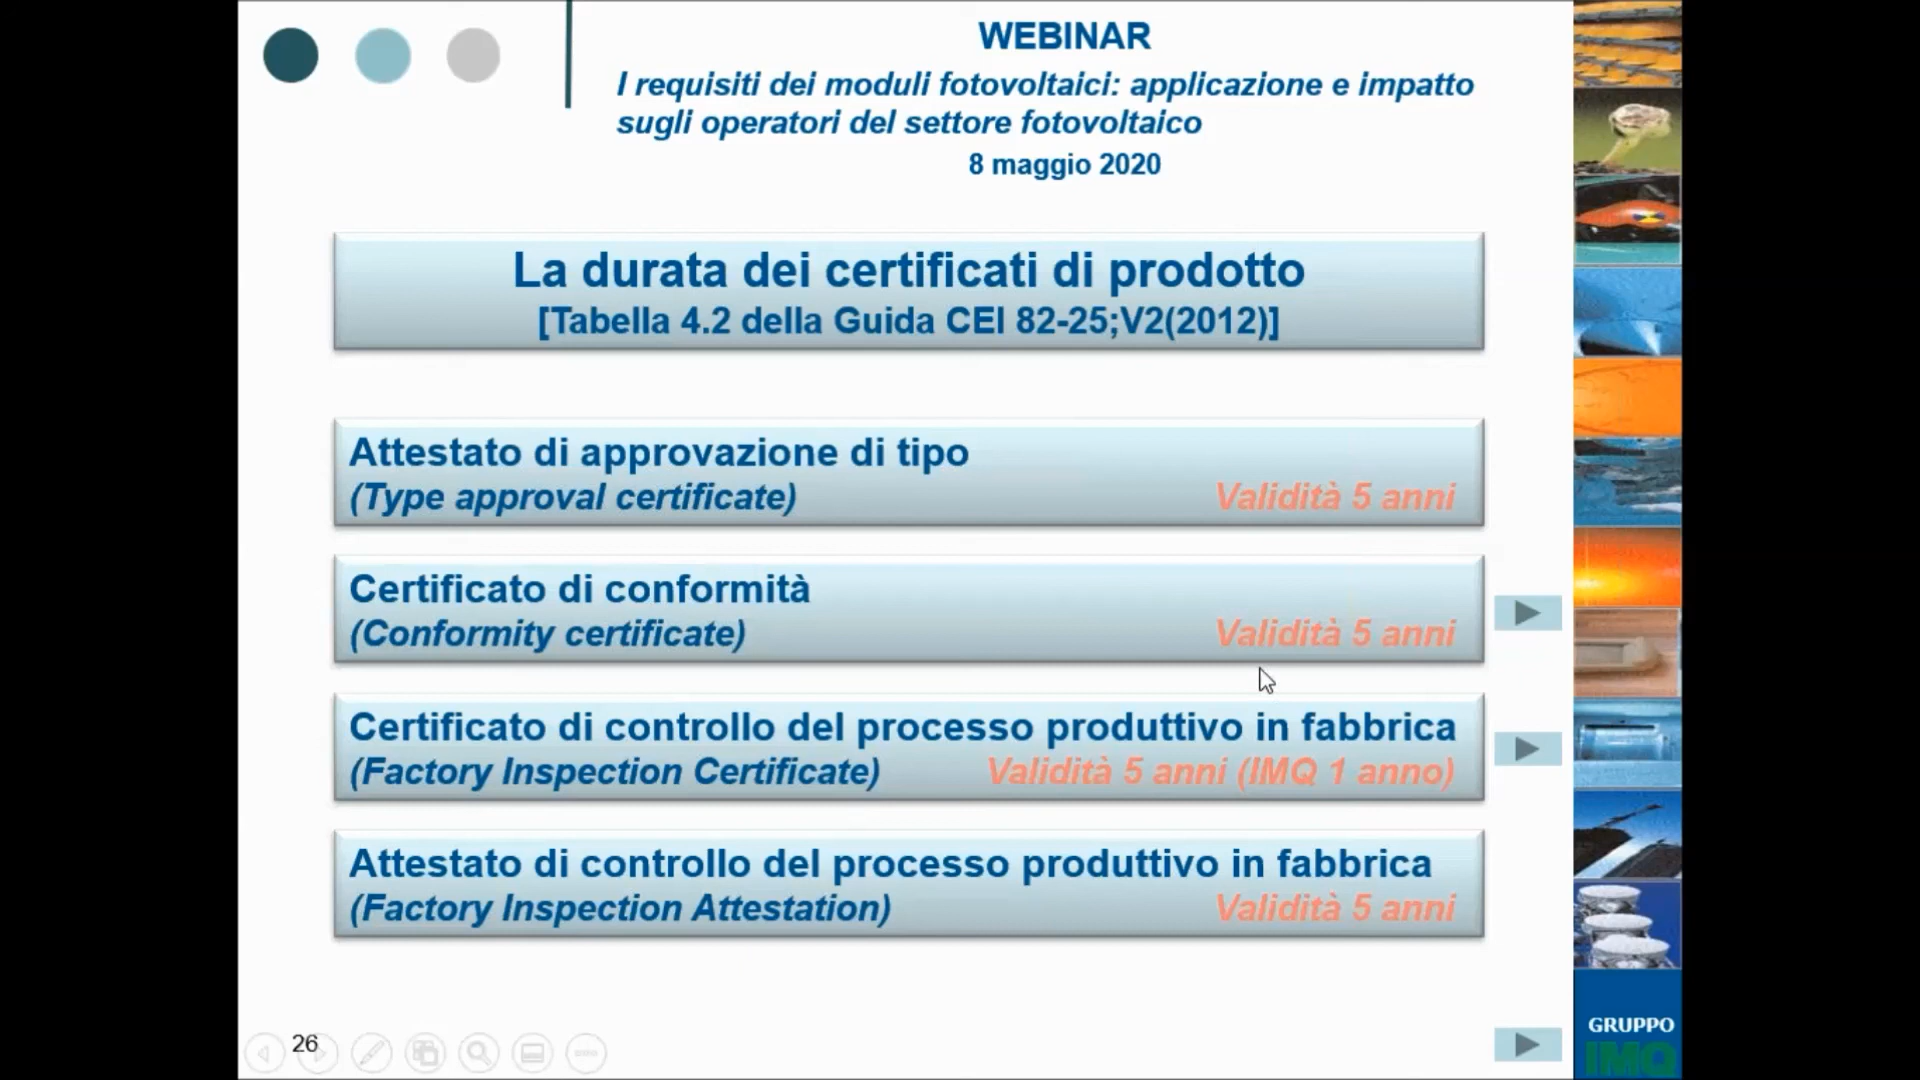 WEBINAR
I requisiti dei moduli fotovoltaici: applicazione e impatto
sugli operatori del settore fotovoltaico
8 maggio 2020
La durata dei certificati di prodotto
[Tabella 4.2 della Guida CEI 82-25;V2(2012)]
Attestato di approvazione di tipo
(Type approval certificate) Validità 5 anni
Certificato di conformità
(Conformity certificate) Validità 5 anni
Certificato di controllo del processo produttivo in fabbrica
(Factory Inspection Certificate) Validità 5 anni (IMQ 1 anno)
Attestato di controllo del processo produttivo in fabbrica
(Factory Inspection Attestation) Validità 5 anni
26
GRUPPO
IMQ